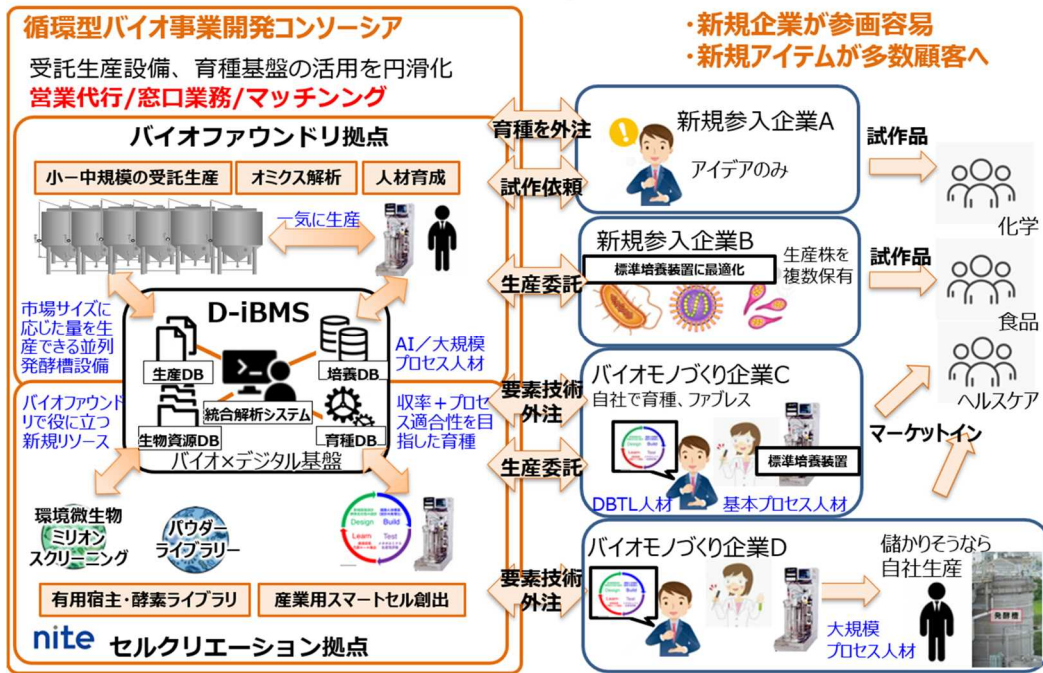 循環型バイオ事業開発コンソーシア
受託生産設備、育種基盤の活用を円滑化
営業代行/窓口業務/マッチンング
バイオファウンドリ拠点
小ー中規模の受託生産
オミクス解析
人材育成
一気に生産
市場サイズに
応じた量を生
産できる並列
発酵槽設備
D-iBMS
生産DB
培養DB
統合解析システム
生物資源DB
育種DB
バイオ×デジタル基盤
AI／大規模
プロセス人材
バイオファウンド
リで役に立つ
新規リソース
収率＋プロセ
ス適合性を目
指した育種
環境微生物
ミリオン
スクリーニング
パウダー
ライブラリー
Design
Build
Learn
Test
有用宿主・酵素ライブラリ
産業用スマートセル創出
nite セルクリエーション拠点
・新規企業が参画容易
・新規アイテムが多数顧客へ
育種を外注
試作依頼
新規参入企業A
アイデアのみ
試作品
化学
生産委託
新規参入企業B
標準培養装置に最適化
生産株を
複数保有
試作品
食品
要素技術
外注
生産委託
バイオモノづくり企業C
自社で育種、ファブレス
Design
Build
Learn
Test
標準培養装置
DBTL人材
基本プロセス人材
ヘルスケア
マーケットイン
要素技術
外注
バイオモノづくり企業D
Design
Build
Learn
Test
儲かりそうなら
自社生産
大規模
プロセス人材
発酵槽